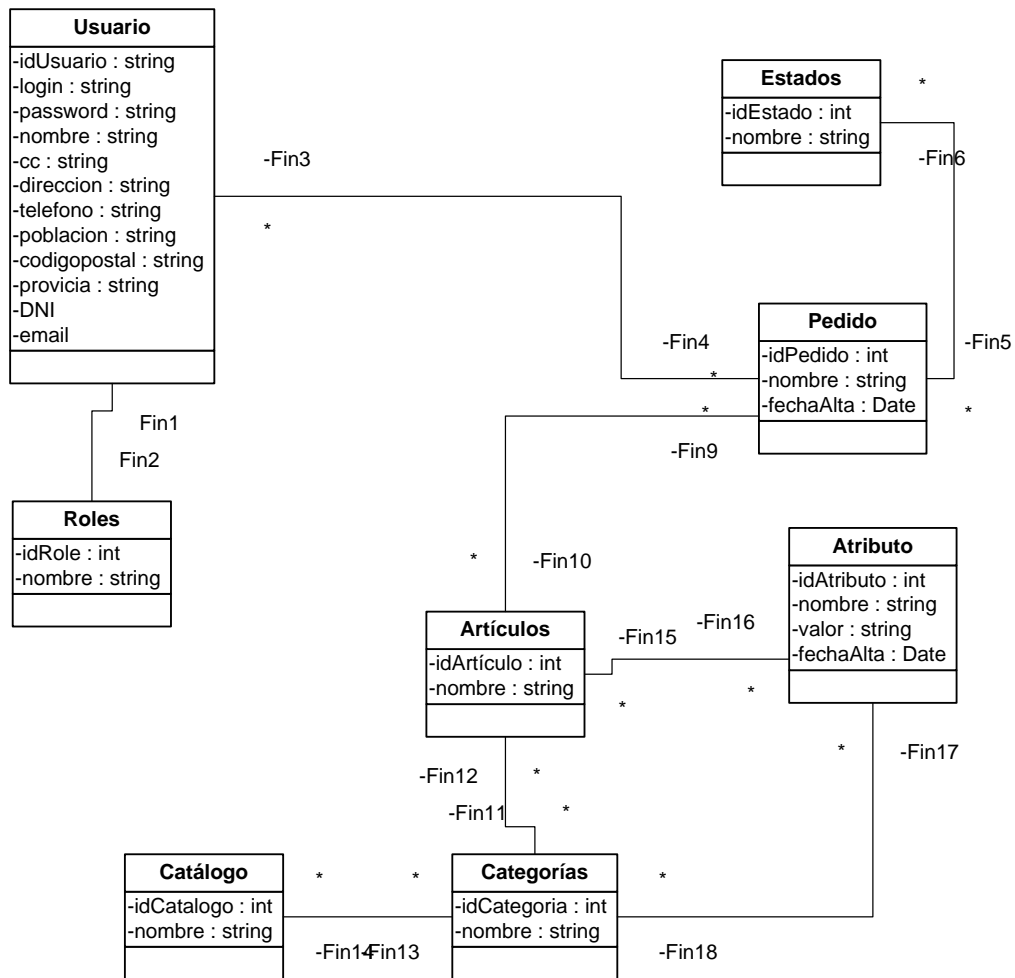 Usuario
-idUsuario : string
-login : string
-password : string
-nombre : string
-cc : string
-direccion : string
-telefono : string
-poblacion : string
-codigopostal : string
-provicia : string
-DNI
-email
Estados
-idEstado : int
-nombre : string
*
-Fin6
-Fin3
*
Pedido
-idPedido : int
-nombre : string
-fechaAlta : Date
-Fin4
*
-Fin5
*
*
-Fin9
Fin1
Fin2
Roles
-idRole : int
-nombre : string
*
-Fin10
Atributo
-idAtributo : int
-nombre : string
-valor : string
-fechaAlta : Date
Artículos
-idArtículo : int
-nombre : string
-Fin15
-Fin16
*
*
*
-Fin17
-Fin12
*
-Fin11
*
Catálogo
-idCatalogo : int
-nombre : string
*
*
-Fin14
-Fin13
Categorías
-idCategoria : int
-nombre : string
*
-Fin18